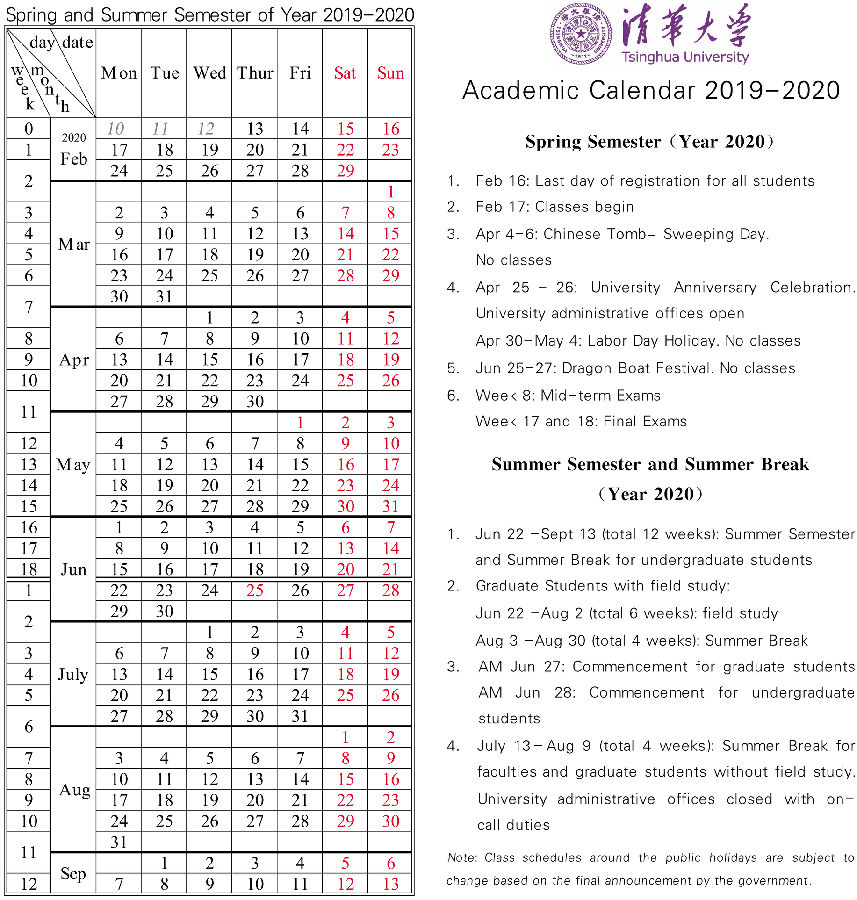 Spring and Summer Semester of Year 2019-2020
day date
week month Mon Tue Wed Thur Fri Sat Sun
0 2020 Feb 10 11 12 13 14 15 16
1 17 18 19 20 21 22 23
2 24 25 26 27 28 29
Mar 1
3 2 3 4 5 6 7 8
4 9 10 11 12 13 14 15
5 16 17 18 19 20 21 22
6 23 24 25 26 27 28 29
7 30 31
Apr 1 2 3 4 5
8 6 7 8 9 10 11 12
9 13 14 15 16 17 18 19
10 20 21 22 23 24 25 26
11 27 28 29 30
May 1 2 3
12 4 5 6 7 8 9 10
13 11 12 13 14 15 16 17
14 18 19 20 21 22 23 24
15 25 26 27 28 29 30 31
16 Jun 1 2 3 4 5 6 7
17 8 9 10 11 12 13 14
18 15 16 17 18 19 20 21
1 22 23 24 25 26 27 28
2 29 30
July 1 2 3 4 5
3 6 7 8 9 10 11 12
4 13 14 15 16 17 18 19
5 20 21 22 23 24 25 26
6 27 28 29 30 31
Aug 1 2
7 3 4 5 6 7 8 9
8 10 11 12 13 14 15 16
9 17 18 19 20 21 22 23
10 24 25 26 27 28 29 30
11 31
Sep 1 2 3 4 5 6
12 7 8 9 10 11 12 13
清華大学
Tsinghua University
Academic Calendar 2019-2020
Spring Semester (Year 2020)
1. Feb 16: Last day of registration for all students
2. Feb 17: Classes begin
3. Apr 4-6: Chinese Tomb- Sweeping Day.
No classes
4. Apr 25 - 26: University Anniversary Celebration.
University administrative offices open
Apr 30-May 4: Labor Day Holiday. No classes
5. Jun 25-27: Dragon Boat Festival. No classes
6. Week 8: Mid-term Exams
Week 17 and 18: Final Exams
Summer Semester and Summer Break
(Year 2020)
1. Jun 22 -Sept 13 (total 12 weeks): Summer Semester
and Summer Break for undergraduate students
2. Graduate Students with field study:
Jun 22 -Aug 2 (total 6 weeks): field study
Aug 3 -Aug 30 (total 4 weeks): Summer Break
3. AM Jun 27: Commencement for graduate students
AM Jun 28: Commencement for undergraduate
students
4. July 13- Aug 9 (total 4 weeks): Summer Break for
faculties and graduate students without field study.
University administrative offices closed with on-
call duties
Note: Class schedules around the public holidays are subject to
change based on the final announcement by the government.